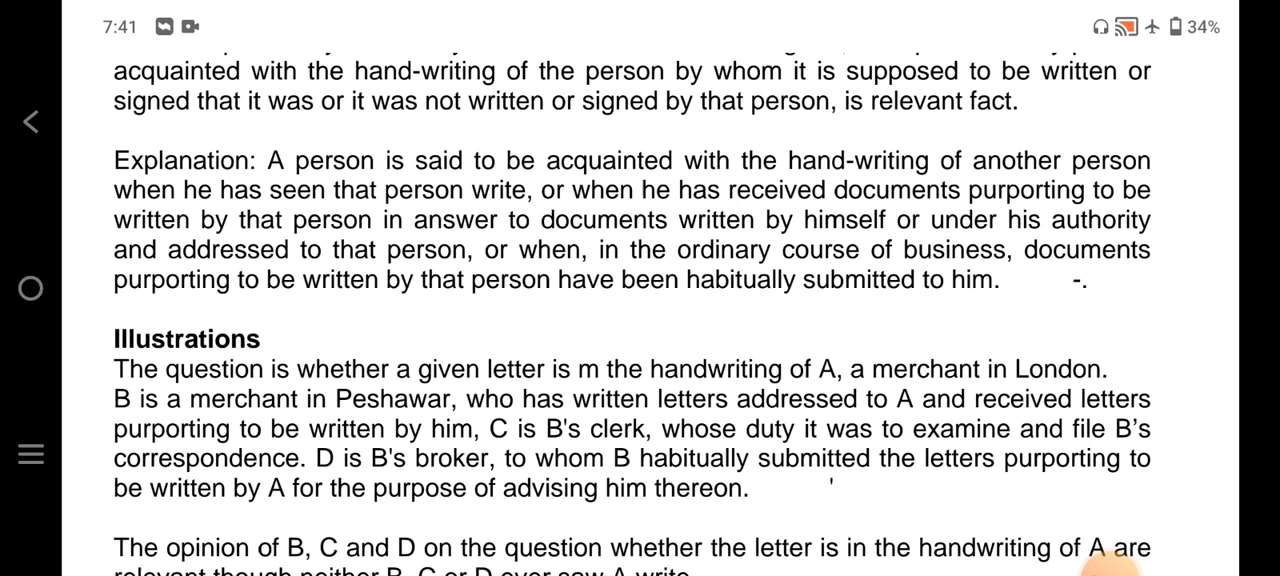 7:41 34%
acquainted with the hand-writing of the person by whom it is supposed to be written or
signed that it was or it was not written or signed by that person, is relevant fact.
Explanation: A person is said to be acquainted with the hand-writing of another person
when he has seen that person write, or when he has received documents purporting to be
written by that person in answer to documents written by himself or under his authority
and addressed to that person, or when, in the ordinary course of business, documents
purporting to be written by that person have been habitually submitted to him. -.
Illustrations
The question is whether a given letter is m the handwriting of A, a merchant in London.
B is a merchant in Peshawar, who has written letters addressed to A and received letters
purporting to be written by him, C is B's clerk, whose duty it was to examine and file B’s
correspondence. D is B's broker, to whom B habitually submitted the letters purporting to
be written by A for the purpose of advising him thereon. '
The opinion of B, C and D on the question whether the letter is in the handwriting of A are
relevant though neither B, C or D ever saw A write